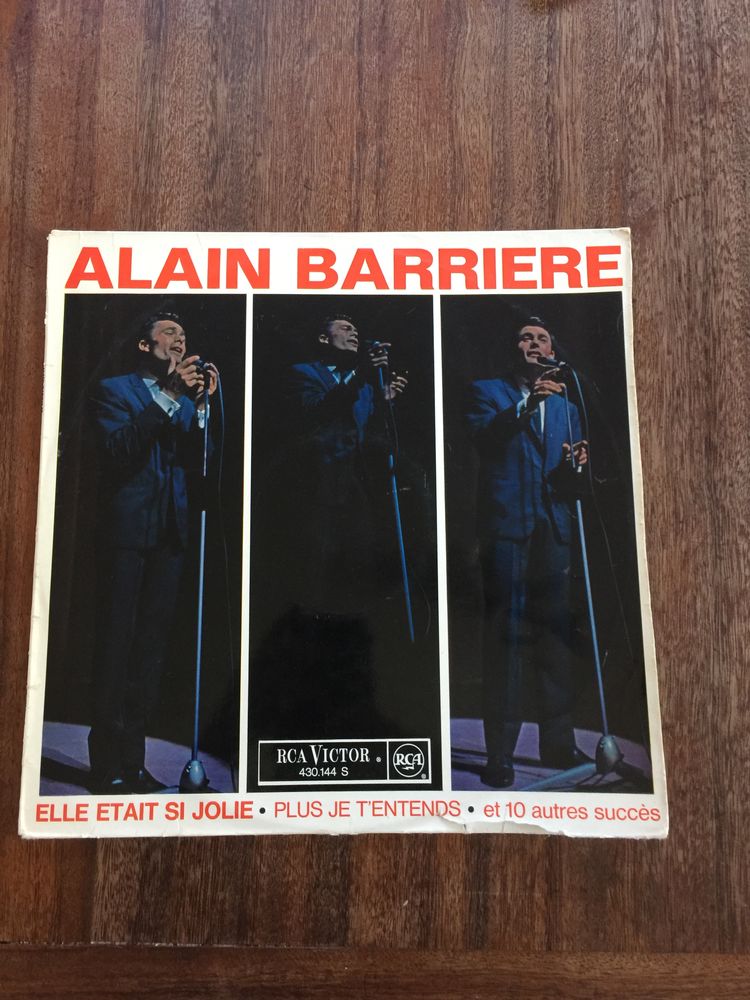 ALAIN BARRIERE
RCA VICTOR ®
430.144 S
RCA ®
ELLE ETAIT SI JOLIE • PLUS JE T'ENTENDS • et 10 autres succès